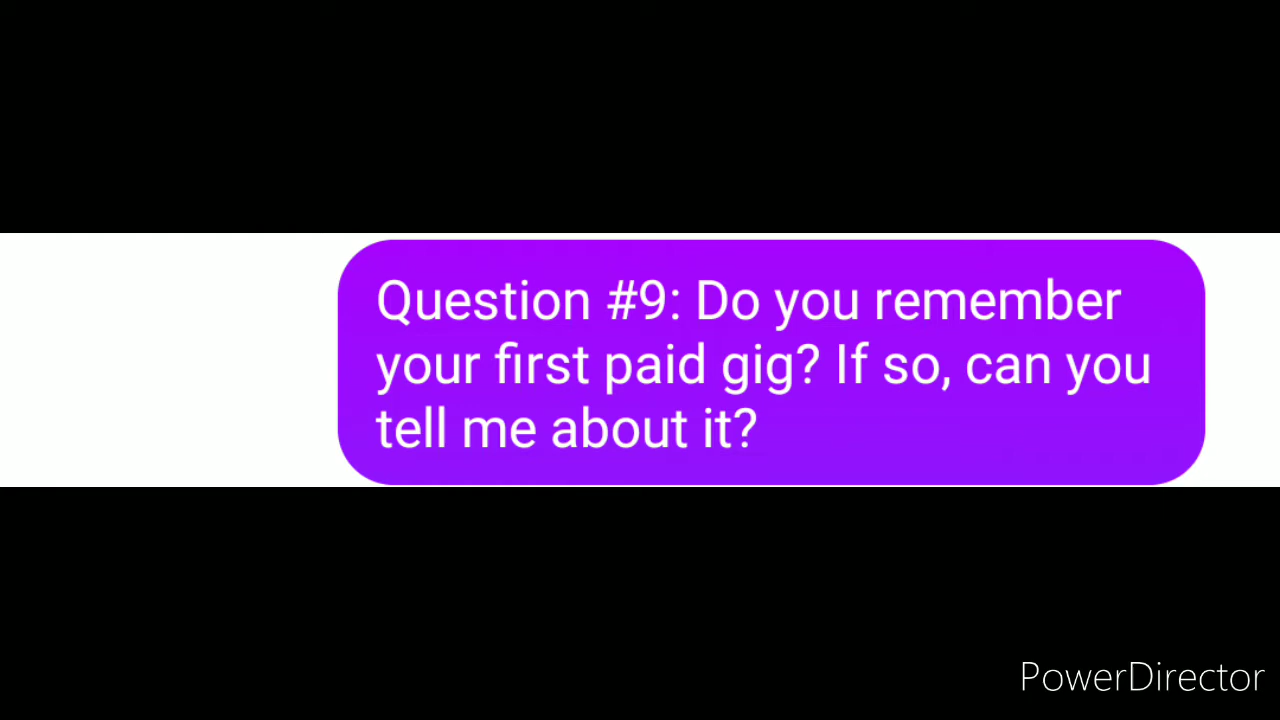 Question #9: Do you remember
your first paid gig? If so, can you
tell me about it?
PowerDirector